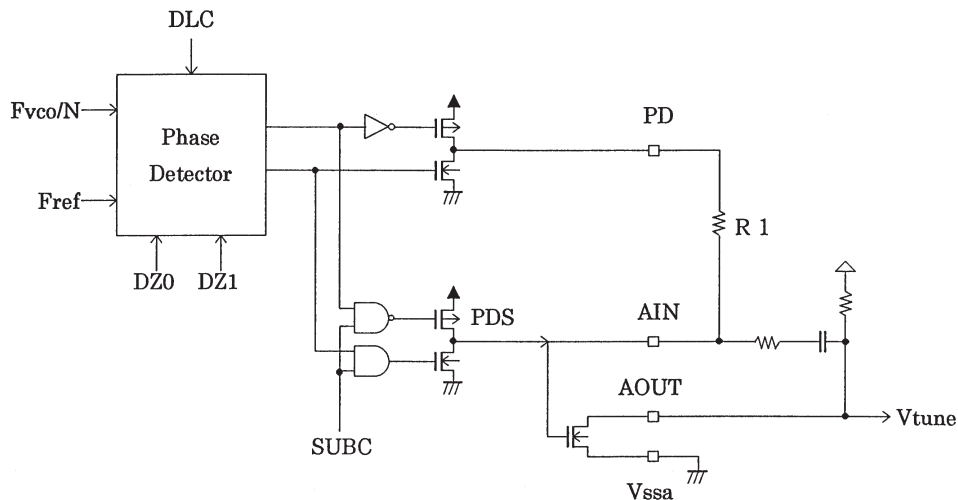 DLC
Fvco/N
Phase
Detector
Fref
DZ0
DZ1
PD
R 1
PDS
AIN
AOUT
Vtune
SUBC
Vssa